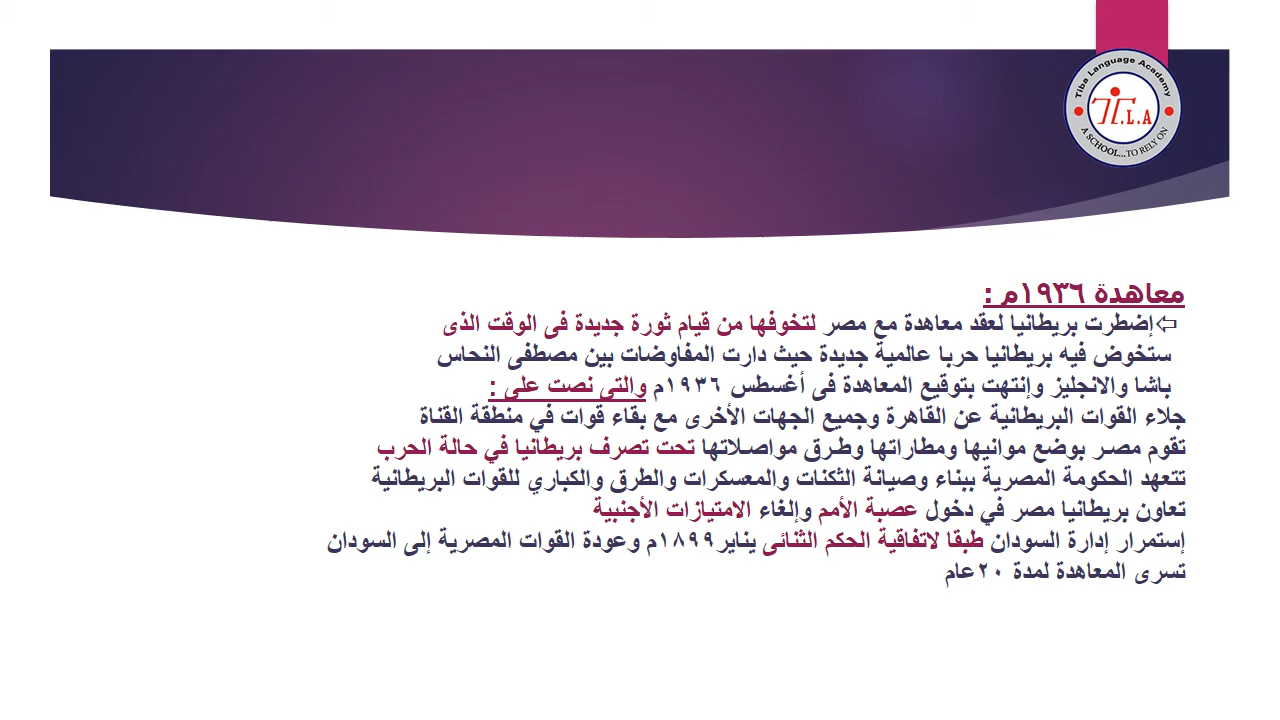 Tiba Language Academy
T.L.A
A SCHOOL...TO RELY ON
معاهدة ١٩٣٦م :
⇦إضطرت بريطانيا لعقد معاهدة مع مصر لتخوفها من قيام ثورة جديدة فى الوقت الذى
ستخوض فيه بريطانيا حربا عالمية جديدة حيث دارت المفاوضات بين مصطفى النحاس
باشا والانجليز وإنتهت بتوقيع المعاهدة فى أغسطس ١٩٣٦م والتي نصت على :
جلاء القوات البريطانية عن القاهرة وجميع الجهات الأخرى مع بقاء قوات في منطقة القناة
تقوم مصر بوضع موانيها ومطاراتها وطرق مواصلاتها تحت تصرف بريطانيا في حالة الحرب
تتعهد الحكومة المصرية ببناء وصيانة الثكنات والمعسكرات والطرق والكباري للقوات البريطانية
تعاون بريطانيا مصر في دخول عصبة الأمم وإلغاء الامتيازات الأجنبية
إستمرار إدارة السودان طبقا لاتفاقية الحكم الثنائى يناير١٨٩٩م وعودة القوات المصرية إلى السودان
تسرى المعاهدة لمدة ٢٠عام